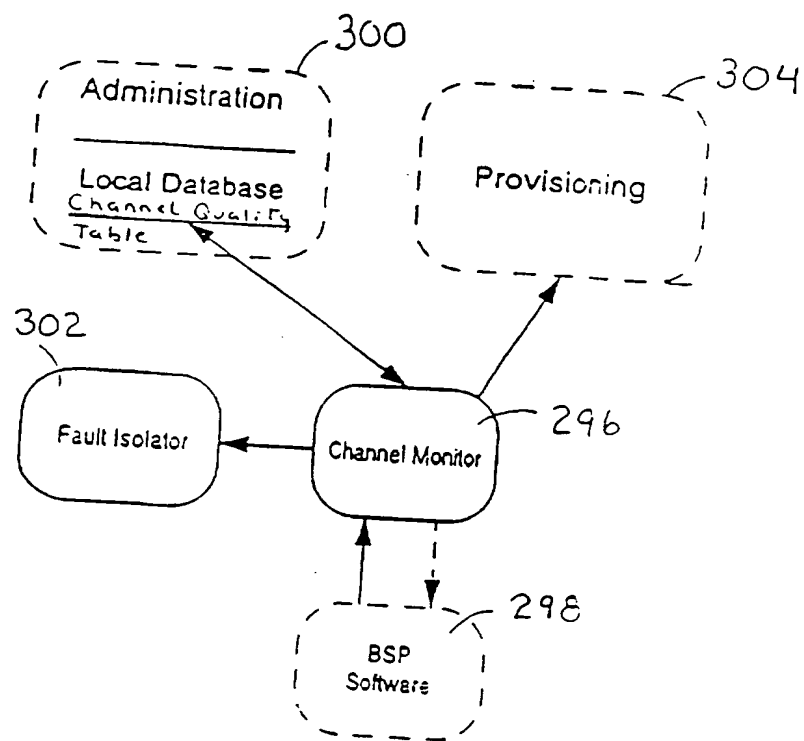 300
Administration
304
Local Database
Channel Quality
Table
Provisioning
302
Fault Isolator
Channel Monitor
296
298
BSP
Software